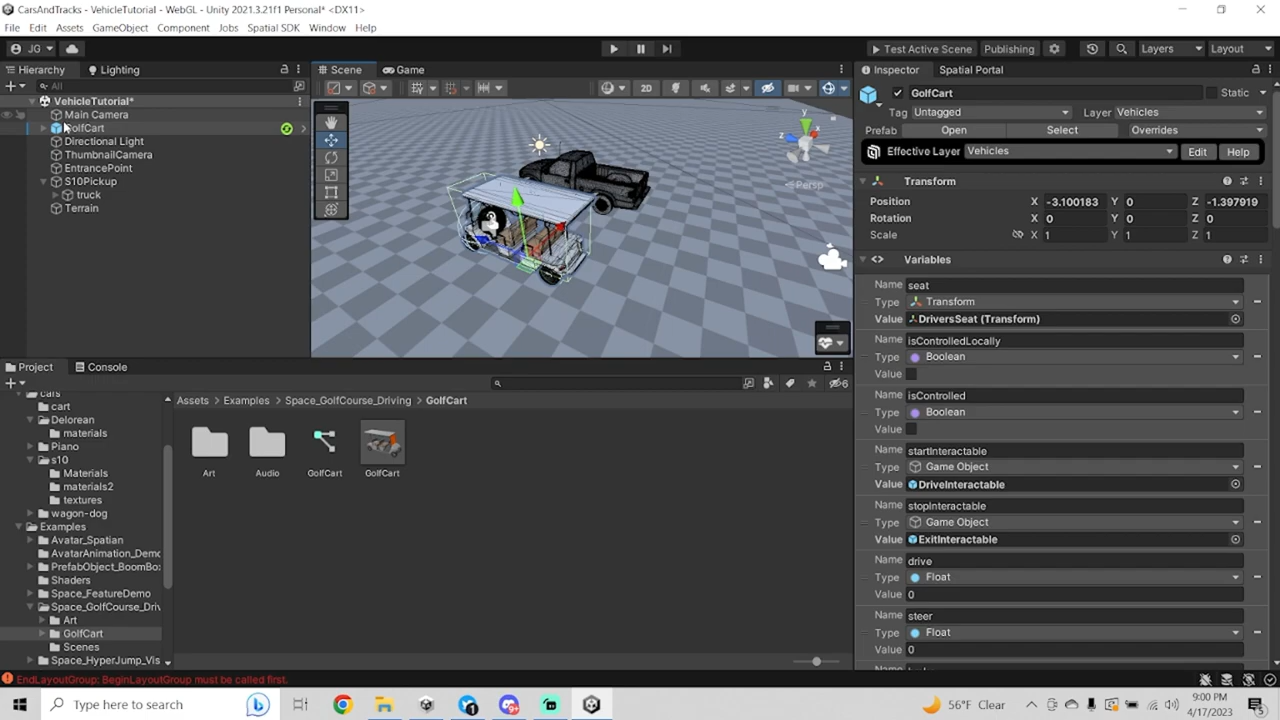 CarsAndTracks - VehicleTutorial - WebGL - Unity 2021.3.21f1 Personal* <DX11>
File Edit Assets GameObject Component Jobs Spatial SDK Window Help
JG Test Active Scene Publishing Layers Layout
Hierarchy Lighting
All
VehicleTutorial*
Main Camera
GolfCart
Directional Light
ThumbnailCamera
EntrancePoint
S10Pickup
truck
Terrain
Scene Game
2D
y
z
x
Persp
Inspector Spatial Portal
GolfCart Static
Tag Untagged Layer Vehicles
Prefab Open Select Overrides
Effective Layer Vehicles Edit Help
Transform
Position X -3.100183 Y 0 Z -1.397919
Rotation X 0 Y 0 Z 0
Scale X 1 Y 1 Z 1
Variables
Name seat
Type Transform
Value DriversSeat (Transform)
Name isControlledLocally
Type Boolean
Value
Name isControlled
Type Boolean
Value
Name startInteractable
Type Game Object
Value DriveInteractable
Name stopInteractable
Type Game Object
Value ExitInteractable
Name drive
Type Float
Value 0
Name steer
Type Float
Value 0
Project Console
6
cars
cart
Delorean
materials
Piano
s10
Materials
materials2
textures
wagon-dog
Examples
Avatar_Spatian
AvatarAnimation_Demo
PrefabObject_BoomBo
Shaders
Space_FeatureDemo
Space_GolfCourse_Driv
Art
GolfCart
Scenes
Space_HyperJump_Vis
Assets > Examples > Space_GolfCourse_Driving > GolfCart
Art Audio GolfCart GolfCart
EndLayoutGroup: BeginLayoutGroup must be called first.
Type here to search
56°F Clear
9:00 PM
4/17/2023